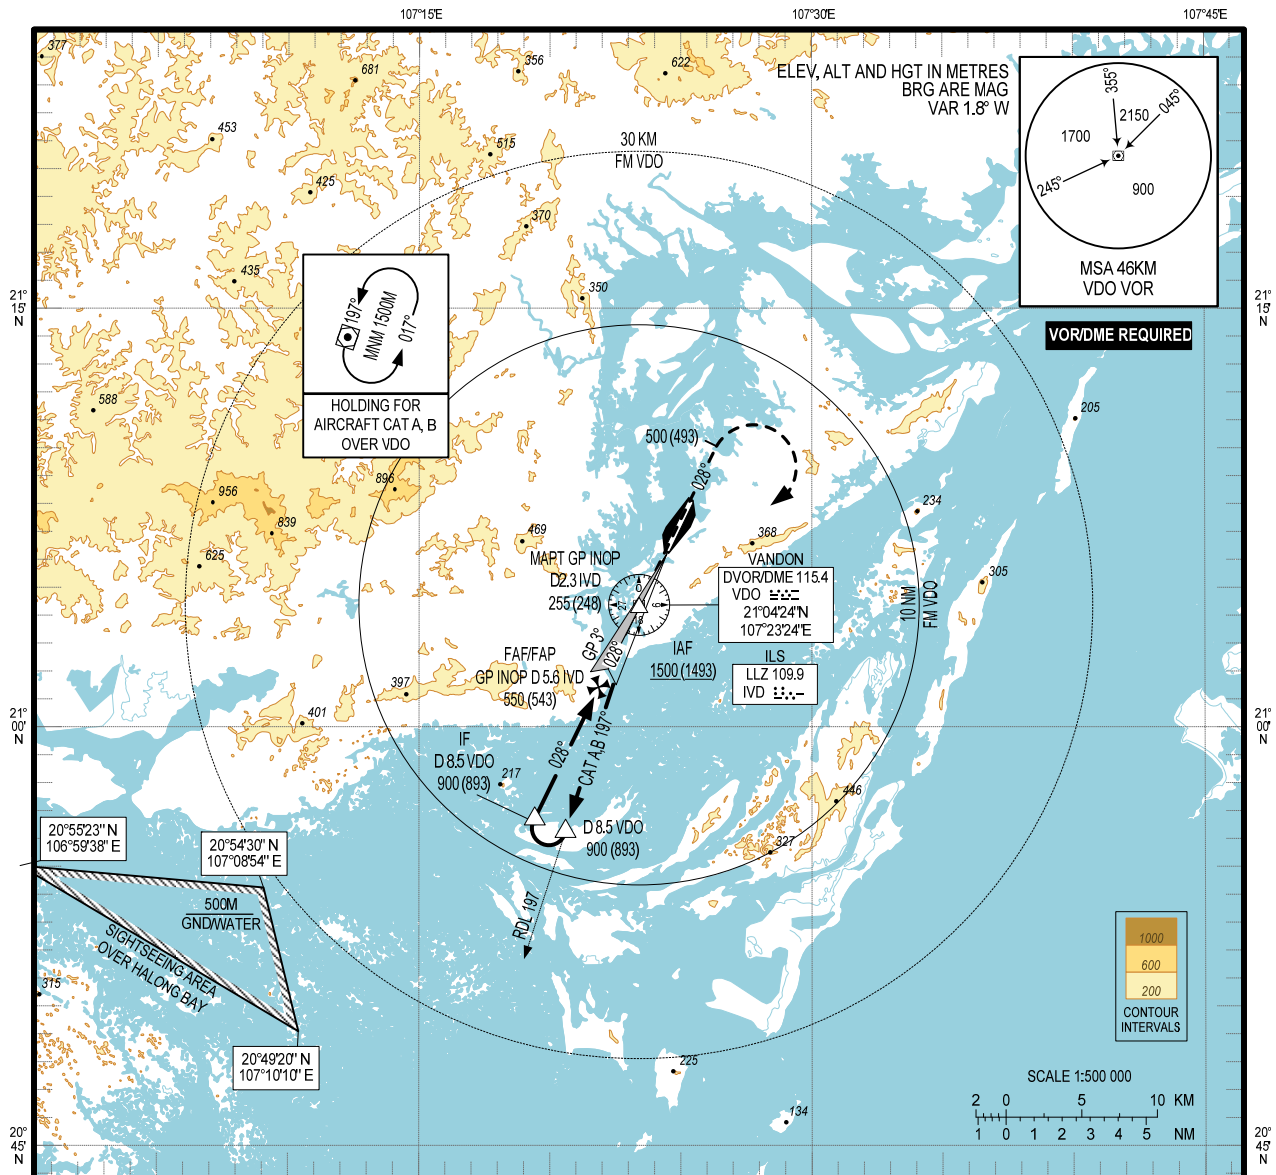 107°15'E
107°30'E
107°45'E
377
681
356
622
453
515
425
370
435
350
588
956
896
839
625
469
368
234
205
305
397
401
217
446
327
315
225
134
ELEV, ALT AND HGT IN METRES
BRG ARE MAG
VAR 1.8° W
355°
045°
2150
1700
245°
900
MSA 46KM
VDO VOR
VOR/DME REQUIRED
30 KM
FM VDO
197°
MNM 1500M
017°
HOLDING FOR
AIRCRAFT CAT A, B
OVER VDO
21°
15'
N
21°
15'
N
500 (493)
028°
MAPT GP INOP
D2.3 IVD
255 (248)
0
9
18
27
VANDON
DVOR/DME 115.4
VDO
21°04'24"N
107°23'24"E
10 NM
FM VDO
IAF
1500 (1493)
ILS
LLZ 109.9
IVD
GP 3°
028°
FAF/FAP
GP INOP D 5.6 IVD
550 (543)
21°
00'
N
21°
00'
N
IF
D 8.5 VDO
900 (893)
028°
CAT A,B 197°
D 8.5 VDO
900 (893)
RDL 197
20°55'23" N
106°59'38" E
20°54'30" N
107°08'54" E
500M
GND/WATER
SIGHTSEEING AREA
OVER HALONG BAY
20°49'20" N
107°10'10" E
1000
600
200
CONTOUR
INTERVALS
SCALE 1:500 000
2 0 5 10 KM
1 0 1 2 3 4 5 NM
20°
45'
N
20°
45'
N